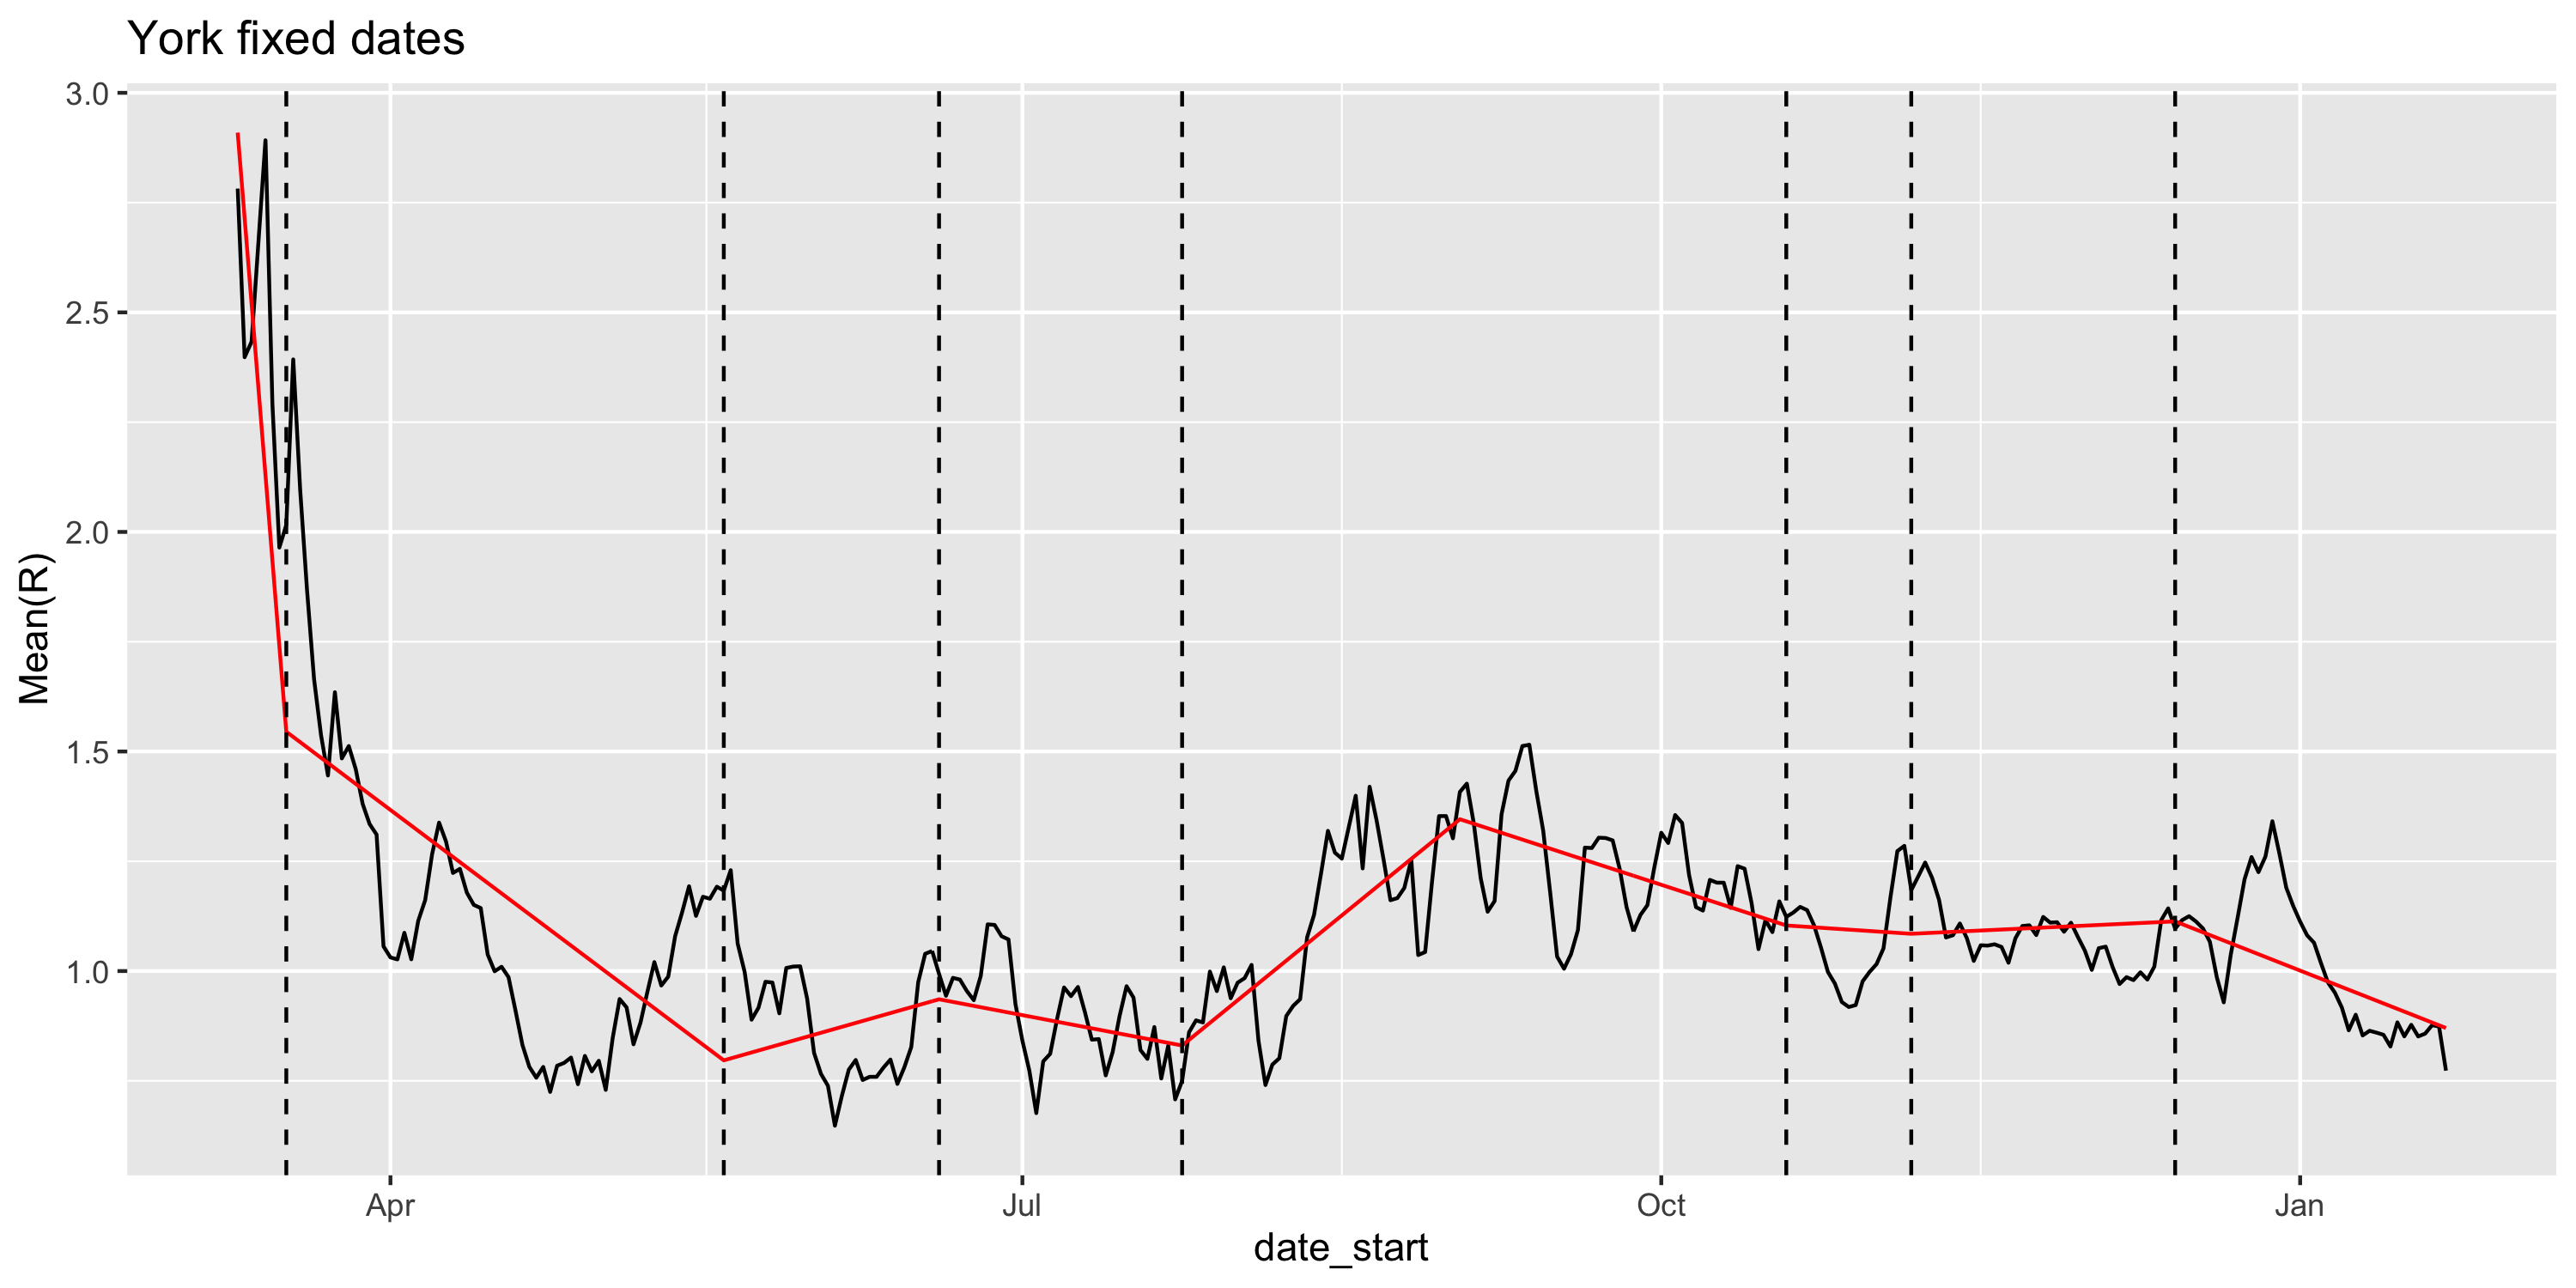 York fixed dates
3.0
2.5
2.0
1.5
1.0
Mean(R)
Apr Jul Oct Jan
date_start